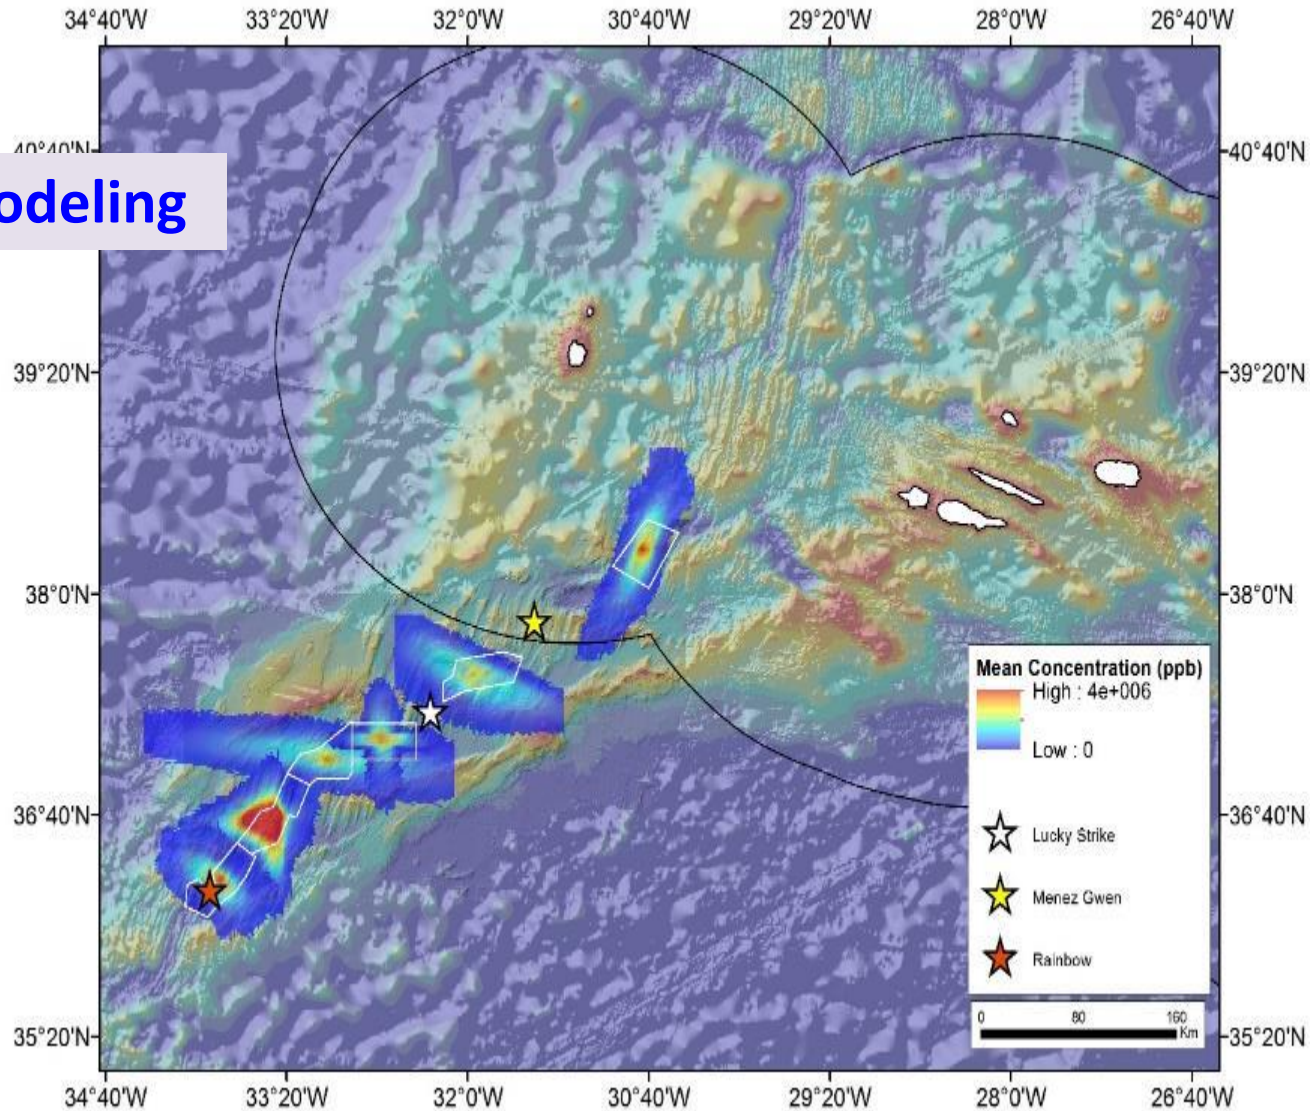 34°40'W 33°20'W 32°0'W 30°40'W 29°20'W 28°0'W 26°40'W
40°40'N 40°40'N
odeling
39°20'N 39°20'N
38°0'N 38°0'N
Mean Concentration (ppb)
High : 4e+006
Low : 0
36°40'N 36°40'N
Lucky Strike
Menez Gwen
Rainbow
0 80 160
Km
35°20'N 35°20'N
34°40'W 33°20'W 32°0'W 30°40'W 29°20'W 28°0'W 26°40'W